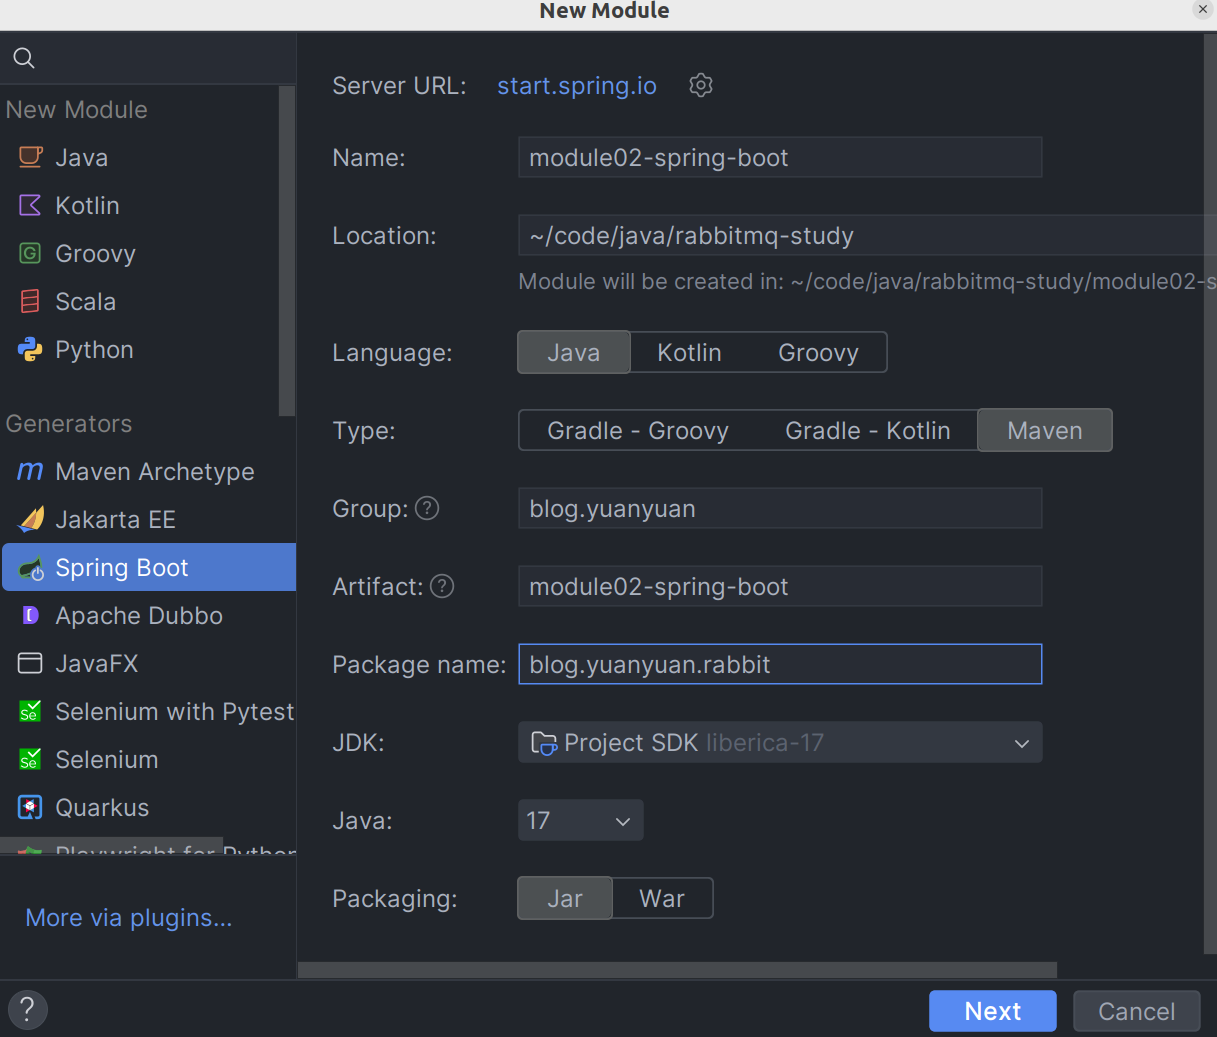 New Module
Server URL: start.spring.io
New Module
Java
Kotlin
Groovy
Scala
Python
Generators
Maven Archetype
Jakarta EE
Spring Boot
Apache Dubbo
JavaFX
Selenium with Pytest
Selenium
Quarkus
Playwright for Python
More via plugins...
Name: module02-spring-boot
Location: ~/code/java/rabbitmq-study
Module will be created in: ~/code/java/rabbitmq-study/module02-s
Language: Java Kotlin Groovy
Type: Gradle - Groovy Gradle - Kotlin Maven
Group: ? blog.yuanyuan
Artifact: ? module02-spring-boot
Package name: blog.yuanyuan.rabbit
JDK: Project SDK liberica-17
Java: 17
Packaging: Jar War
? Next Cancel